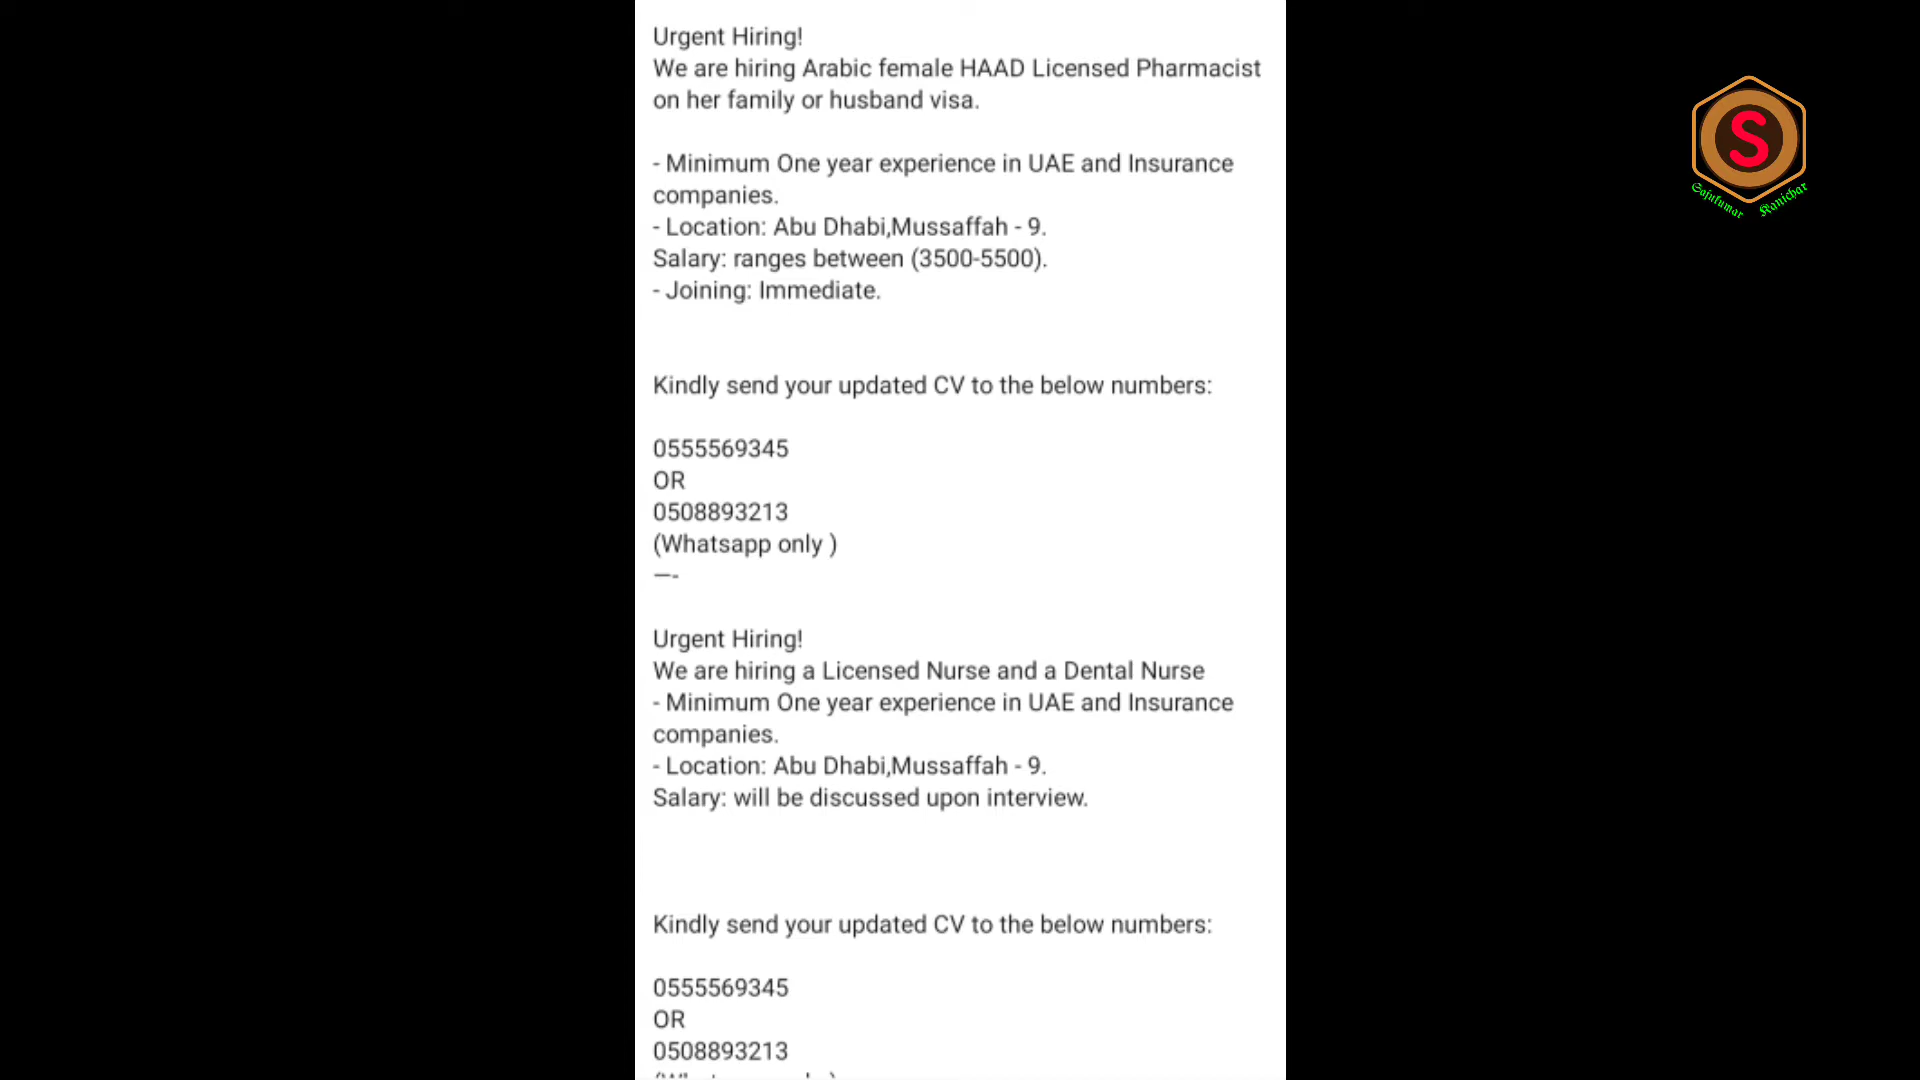 Urgent Hiring!
We are hiring Arabic female HAAD Licensed Pharmacist
on her family or husband visa.
- Minimum One year experience in UAE and Insurance
companies.
- Location: Abu Dhabi,Mussaffah - 9.
Salary: ranges between (3500-5500).
- Joining: Immediate.
Kindly send your updated CV to the below numbers:
0555569345
OR
0508893213
(Whatsapp only )
—-
Urgent Hiring!
We are hiring a Licensed Nurse and a Dental Nurse
- Minimum One year experience in UAE and Insurance
companies.
- Location: Abu Dhabi,Mussaffah - 9.
Salary: will be discussed upon interview.
Kindly send your updated CV to the below numbers:
0555569345
OR
0508893213
S